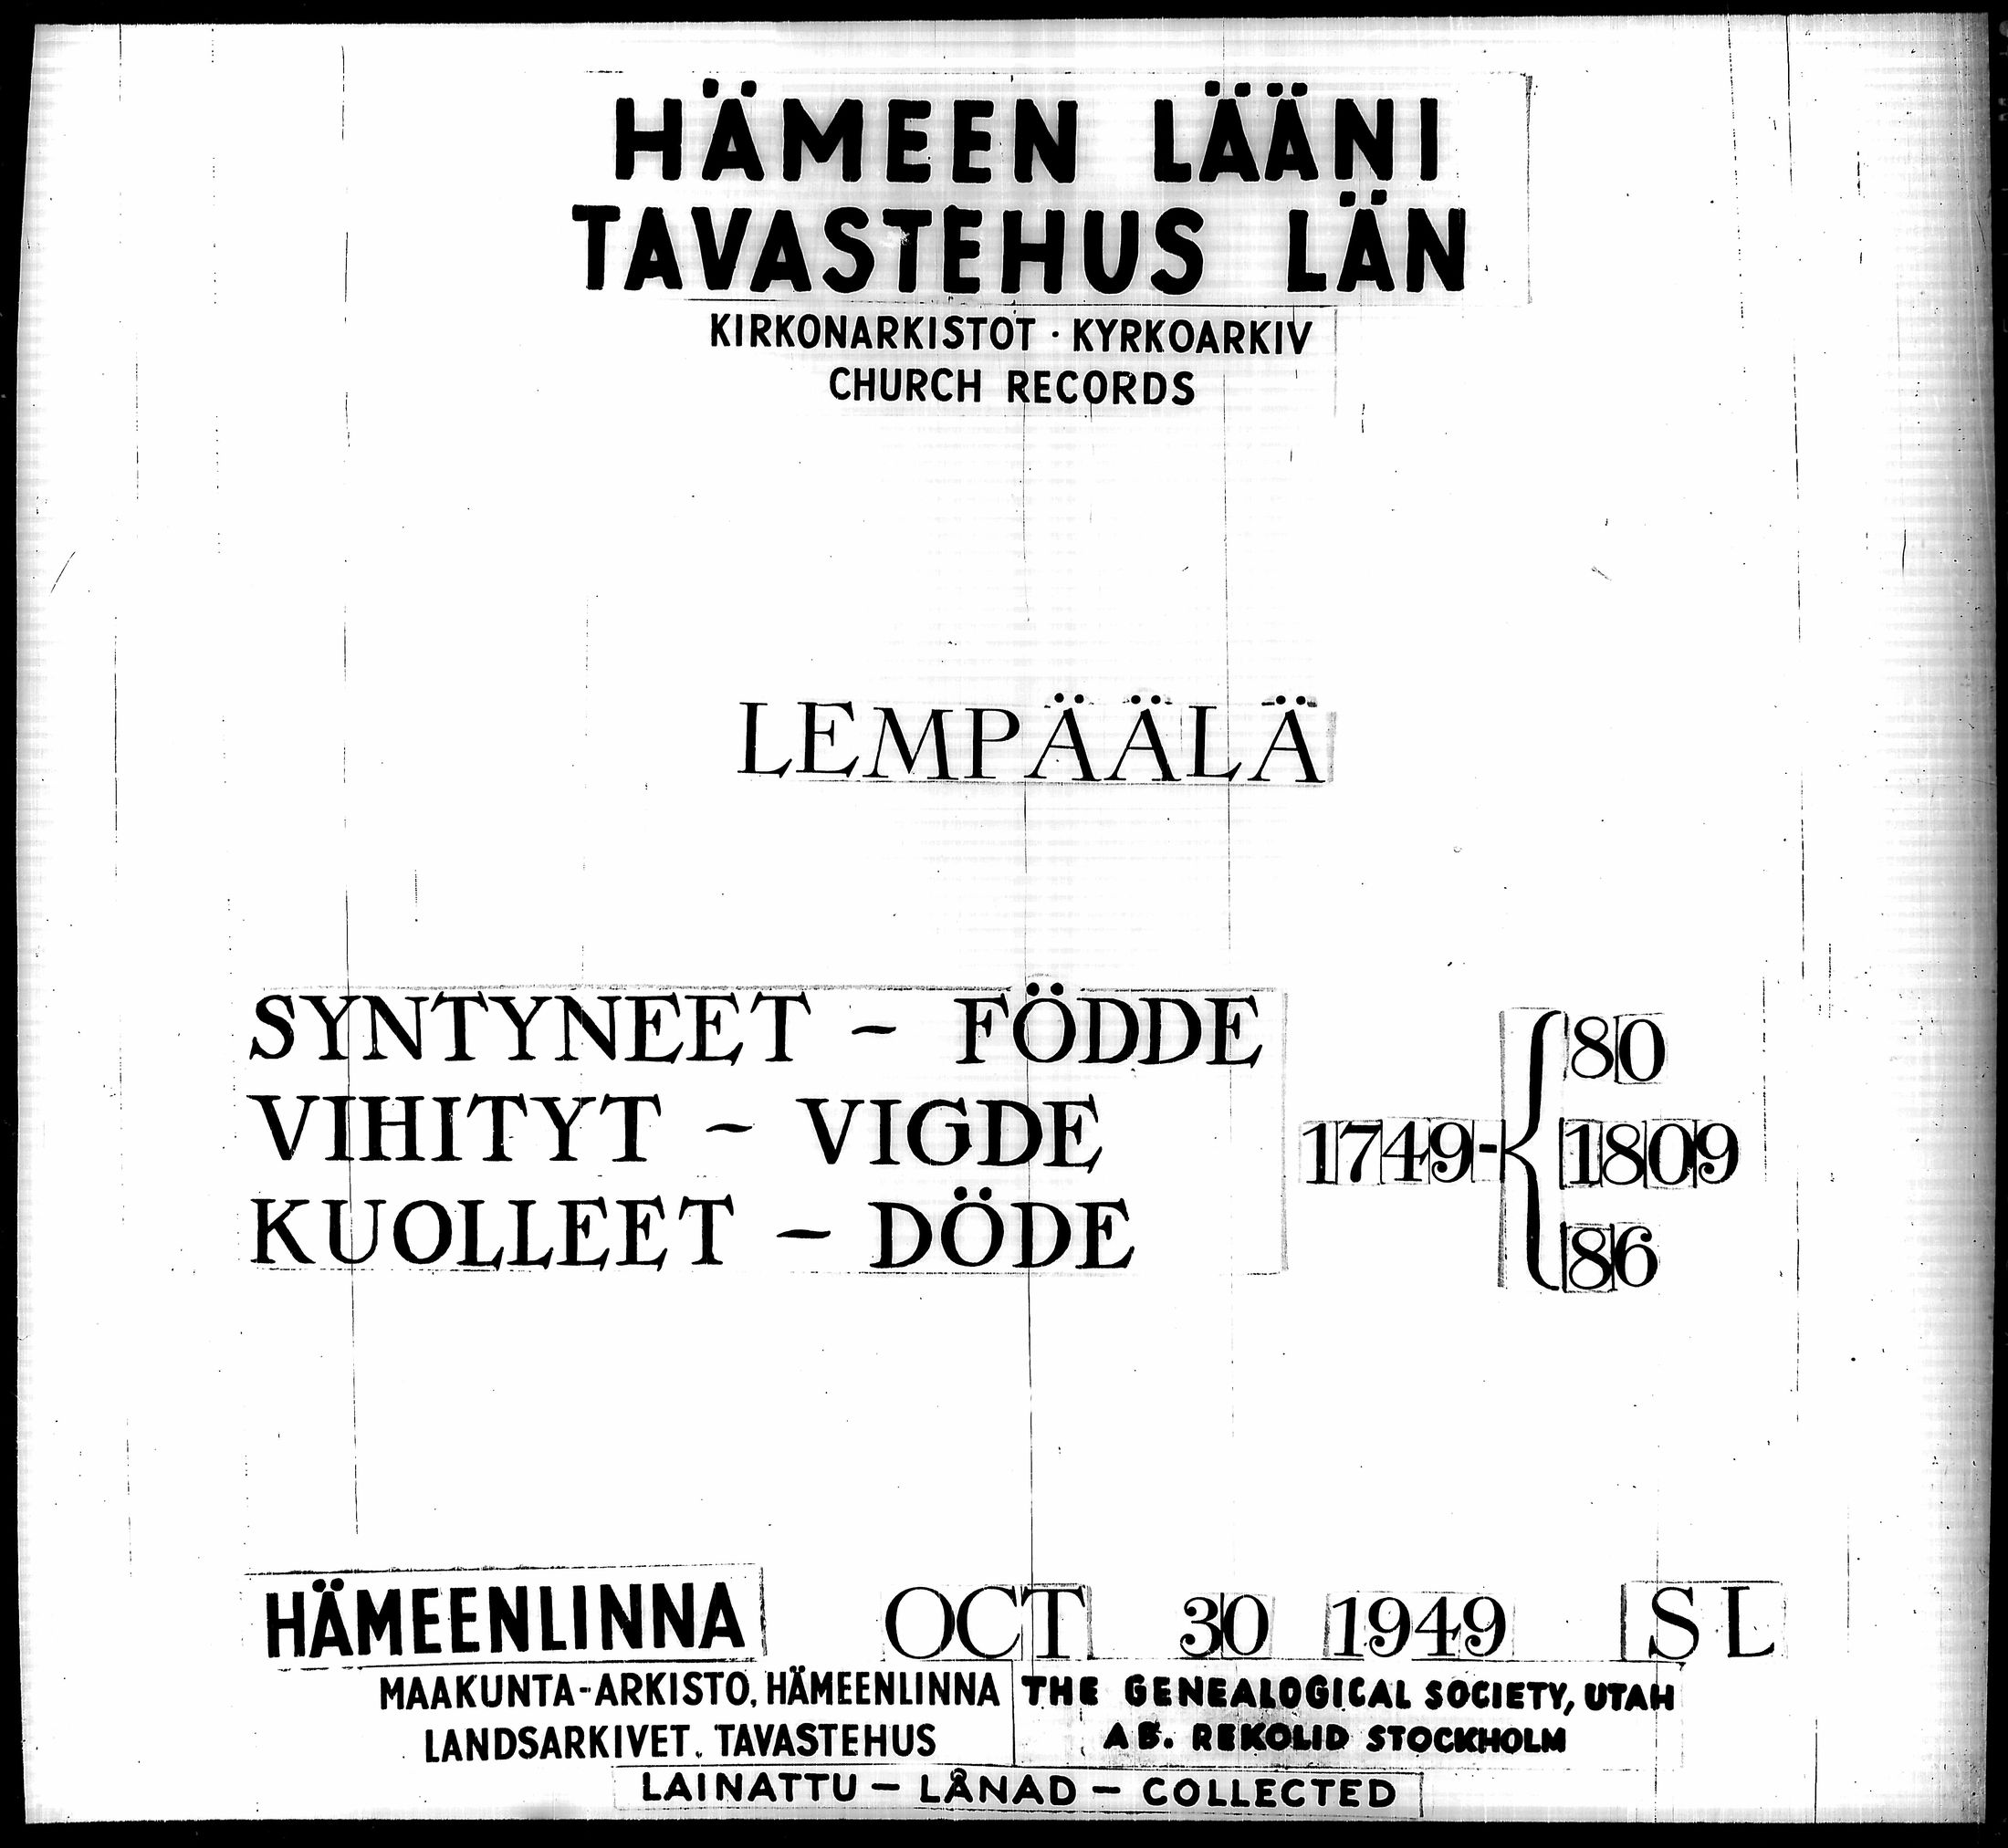 HÄMEEN LÄÄNI
TAVASTEHUS LÄN
KIRKONARKISTOT · KYRKOARKIV
CHURCH RECORDS
LEMPÄÄLÄ
SYNTYNEET – FÖDDE
VIHITYT – VIGDE
KUOLLEET – DÖDE
1749-{
80
1809
86
HÄMEENLINNA OCT 30 1949 SL
MAAKUNTA-ARKISTO, HÄMEENLINNA
LANDSARKIVET, TAVASTEHUS
THE GENEALOGICAL SOCIETY, UTAH
AB. REKOLID STOCKHOLM
LAINATTU – LÅNAD – COLLECTED